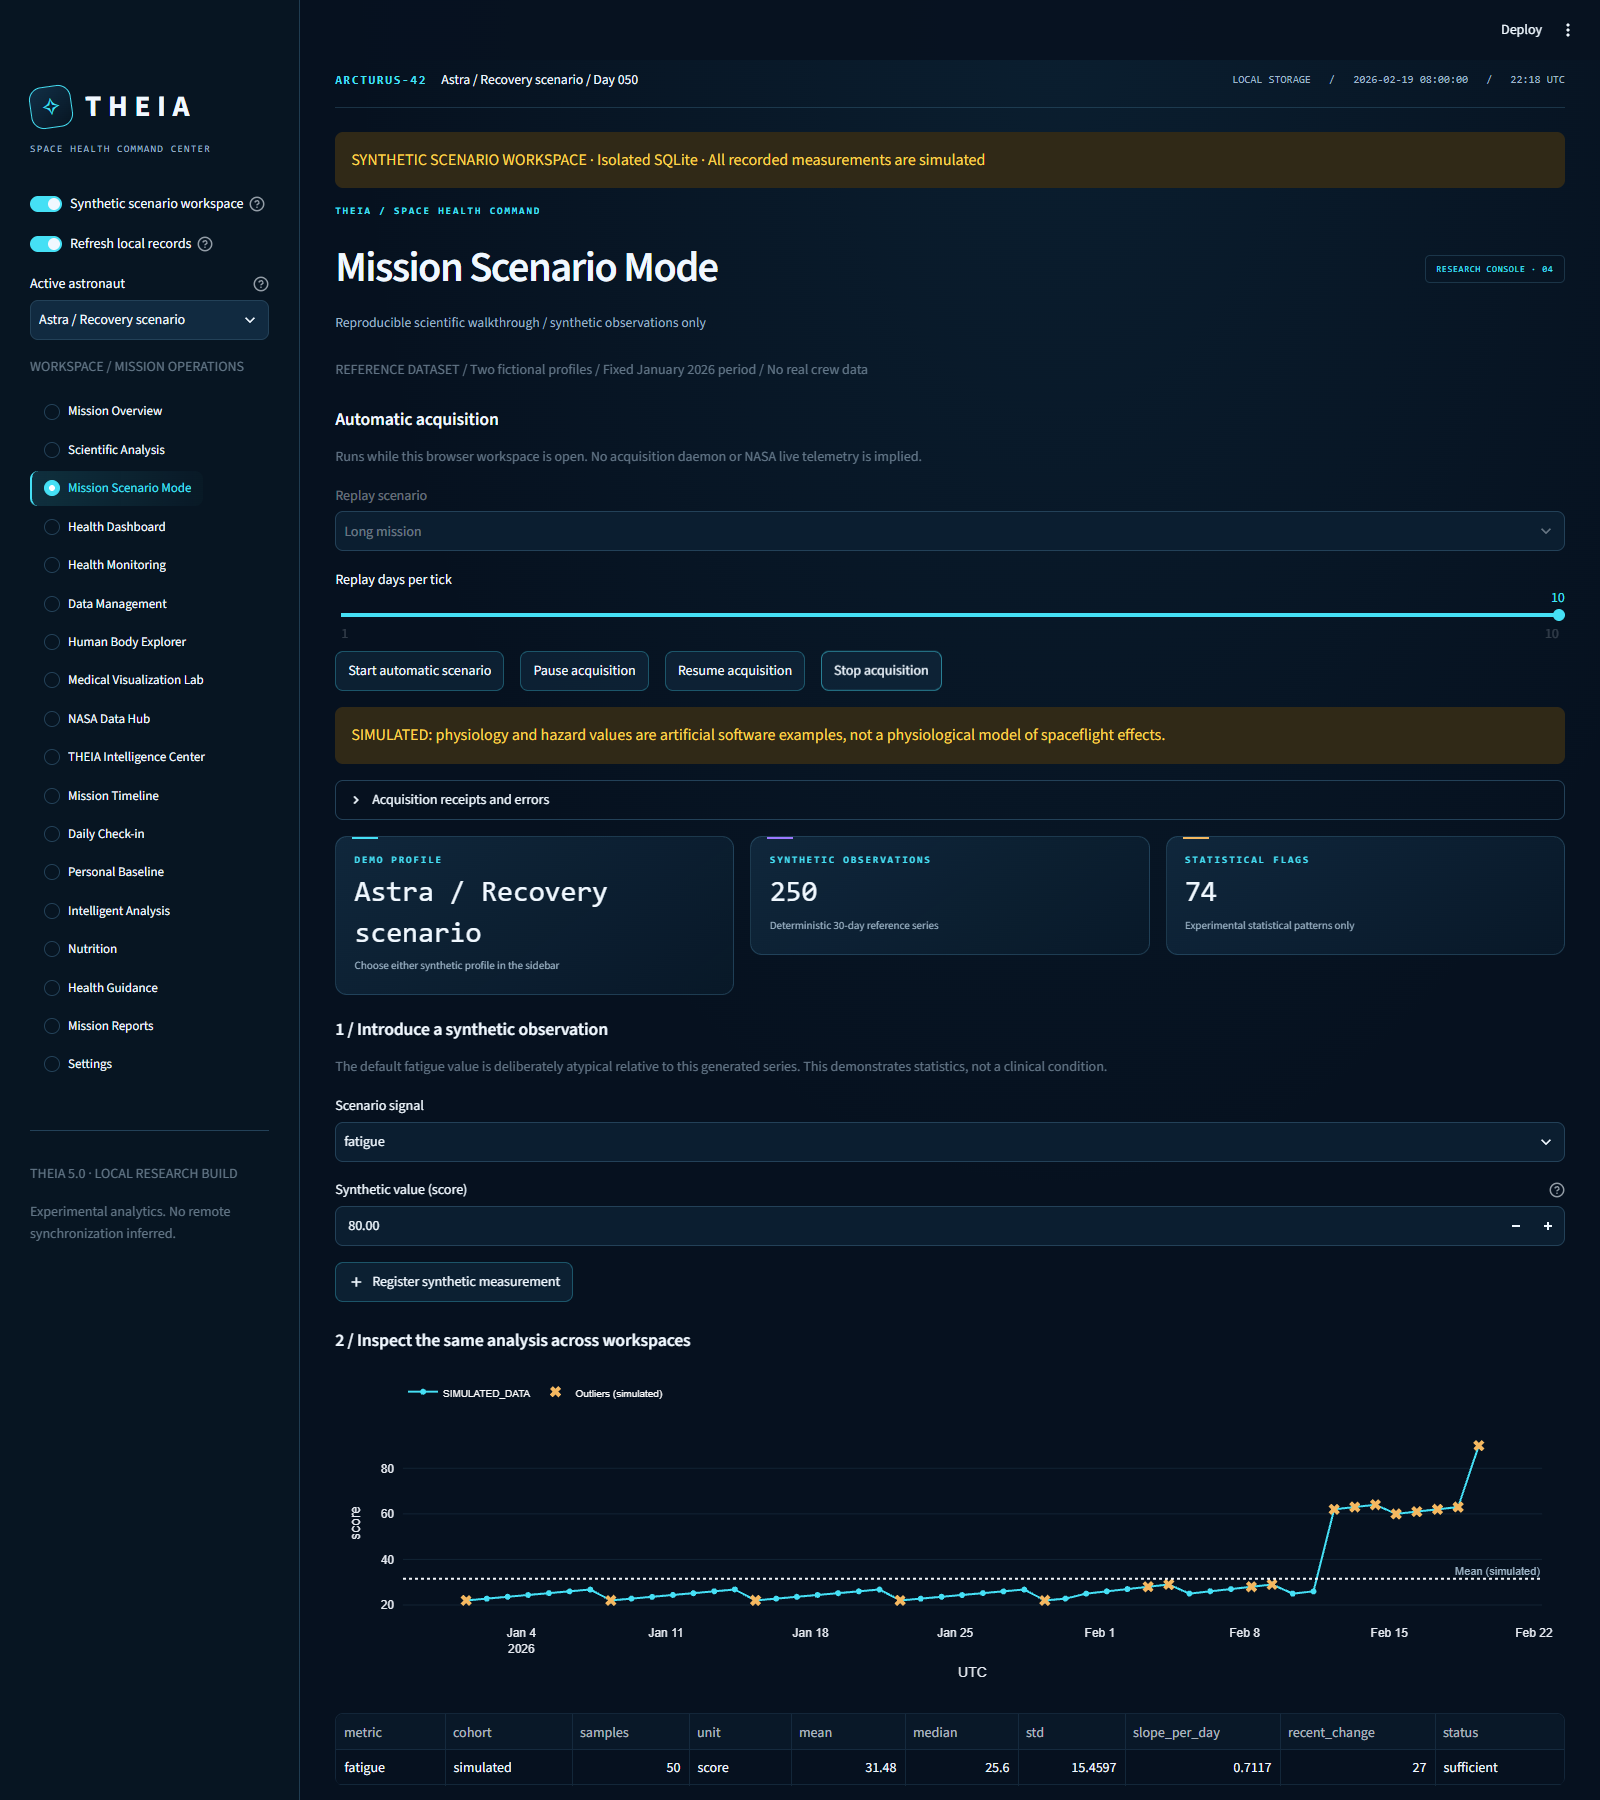 Deploy
THEIA
SPACE HEALTH COMMAND CENTER
Synthetic scenario workspace
Refresh local records
Active astronaut
Astra / Recovery scenario
WORKSPACE / MISSION OPERATIONS
Mission Overview
Scientific Analysis
Mission Scenario Mode
Health Dashboard
Health Monitoring
Data Management
Human Body Explorer
Medical Visualization Lab
NASA Data Hub
THEIA Intelligence Center
Mission Timeline
Daily Check-in
Personal Baseline
Intelligent Analysis
Nutrition
Health Guidance
Mission Reports
Settings
THEIA 5.0 · LOCAL RESEARCH BUILD
Experimental analytics. No remote
synchronization inferred.
ARCTURUS-42 Astra / Recovery scenario / Day 050
LOCAL STORAGE / 2026-02-19 08:00:00 / 22:18 UTC
SYNTHETIC SCENARIO WORKSPACE · Isolated SQLite · All recorded measurements are simulated
THEIA / SPACE HEALTH COMMAND
Mission Scenario Mode
RESEARCH CONSOLE · 04
Reproducible scientific walkthrough / synthetic observations only
REFERENCE DATASET / Two fictional profiles / Fixed January 2026 period / No real crew data
Automatic acquisition
Runs while this browser workspace is open. No acquisition daemon or NASA live telemetry is implied.
Replay scenario
Long mission
Replay days per tick
10
1 10
Start automatic scenario
Pause acquisition
Resume acquisition
Stop acquisition
SIMULATED: physiology and hazard values are artificial software examples, not a physiological model of spaceflight effects.
Acquisition receipts and errors
DEMO PROFILE
Astra / Recovery
scenario
Choose either synthetic profile in the sidebar
SYNTHETIC OBSERVATIONS
250
Deterministic 30-day reference series
STATISTICAL FLAGS
74
Experimental statistical patterns only
1 / Introduce a synthetic observation
The default fatigue value is deliberately atypical relative to this generated series. This demonstrates statistics, not a clinical condition.
Scenario signal
fatigue
Synthetic value (score)
80.00
Register synthetic measurement
2 / Inspect the same analysis across workspaces
SIMULATED_DATA Outliers (simulated)
80
60
40
20
score
Mean (simulated)
Jan 4 Jan 11 Jan 18 Jan 25 Feb 1 Feb 8 Feb 15 Feb 22
2026
UTC
metric cohort samples unit mean median std slope_per_day recent_change status
fatigue simulated 50 score 31.48 25.6 15.4597 0.7117 27 sufficient